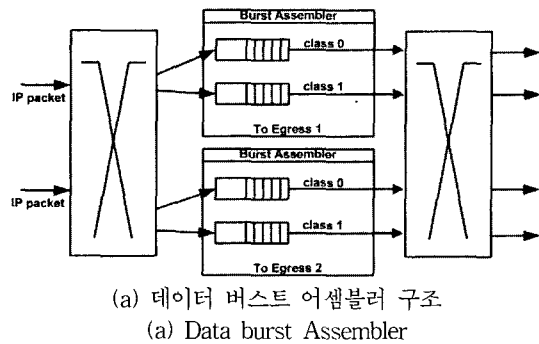 Burst Assembler
class 0
IP packet
class 1
To Egress 1
Burst Assembler
class 0
IP packet
class 1
To Egress 2
(a) 데이터 버스트 어셈블러 구조
(a) Data burst Assembler